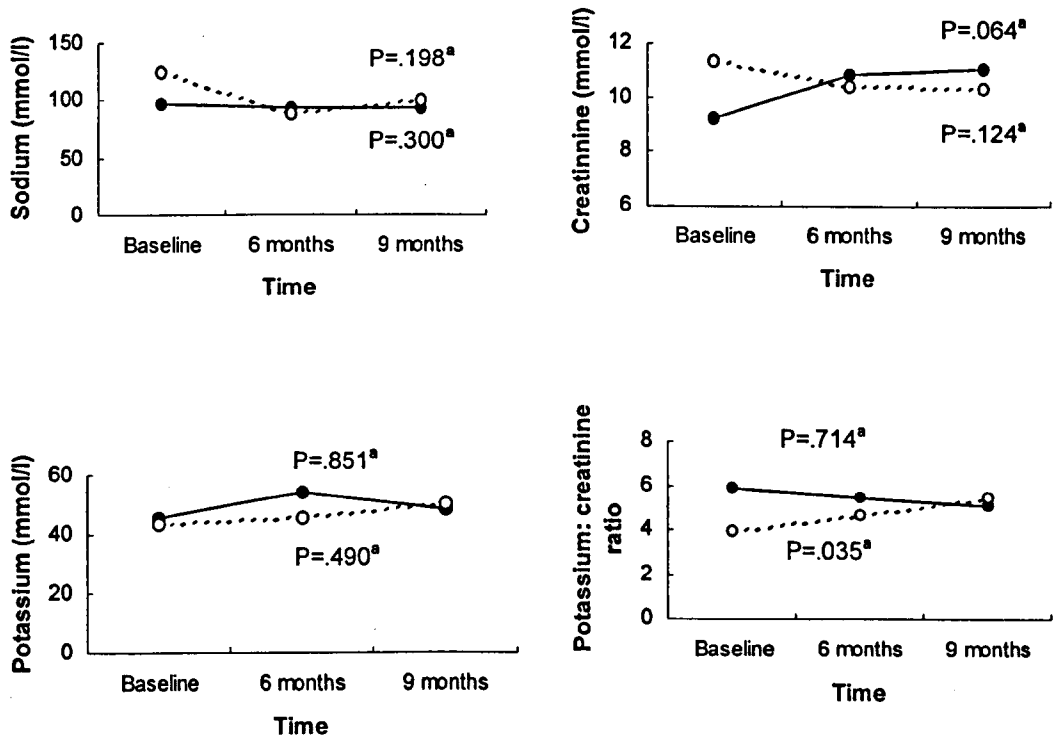 Sodium (mmol/l)
150
100
50
0
P=.198ᵃ
P=.300ᵃ
Baseline
6 months
9 months
Time
Creatinnine (mmol/l)
12
10
8
6
P=.064ᵃ
P=.124ᵃ
Baseline
6 months
9 months
Time
Potassium (mmol/l)
60
40
20
0
P=.851ᵃ
P=.490ᵃ
Baseline
6 months
9 months
Time
Potassium: creatinine
ratio
8
6
4
2
0
P=.714ᵃ
P=.035ᵃ
Baseline
6 months
9 months
Time